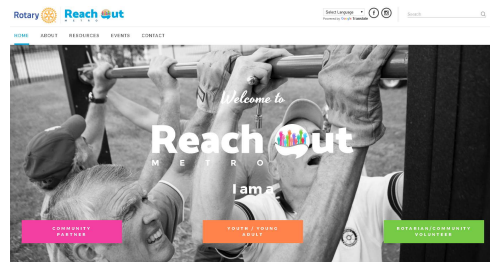 Rotary
Reach Out
METRO
Select Language
Powered by Google Translate
Search
HOME ABOUT RESOURCES EVENTS CONTACT
Welcome to
Reach Out
METRO
I am a
COMMUNITY
PARTNER
YOUTH / YOUNG
ADULT
ROTARIAN/COMMUNITY
VOLUNTEER